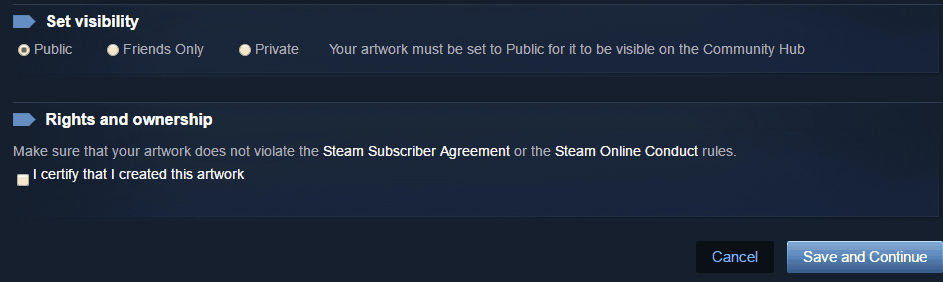 Set visibility
Public Friends Only Private Your artwork must be set to Public for it to be visible on the Community Hub
Rights and ownership
Make sure that your artwork does not violate the Steam Subscriber Agreement or the Steam Online Conduct rules.
I certify that I created this artwork
Cancel Save and Continue